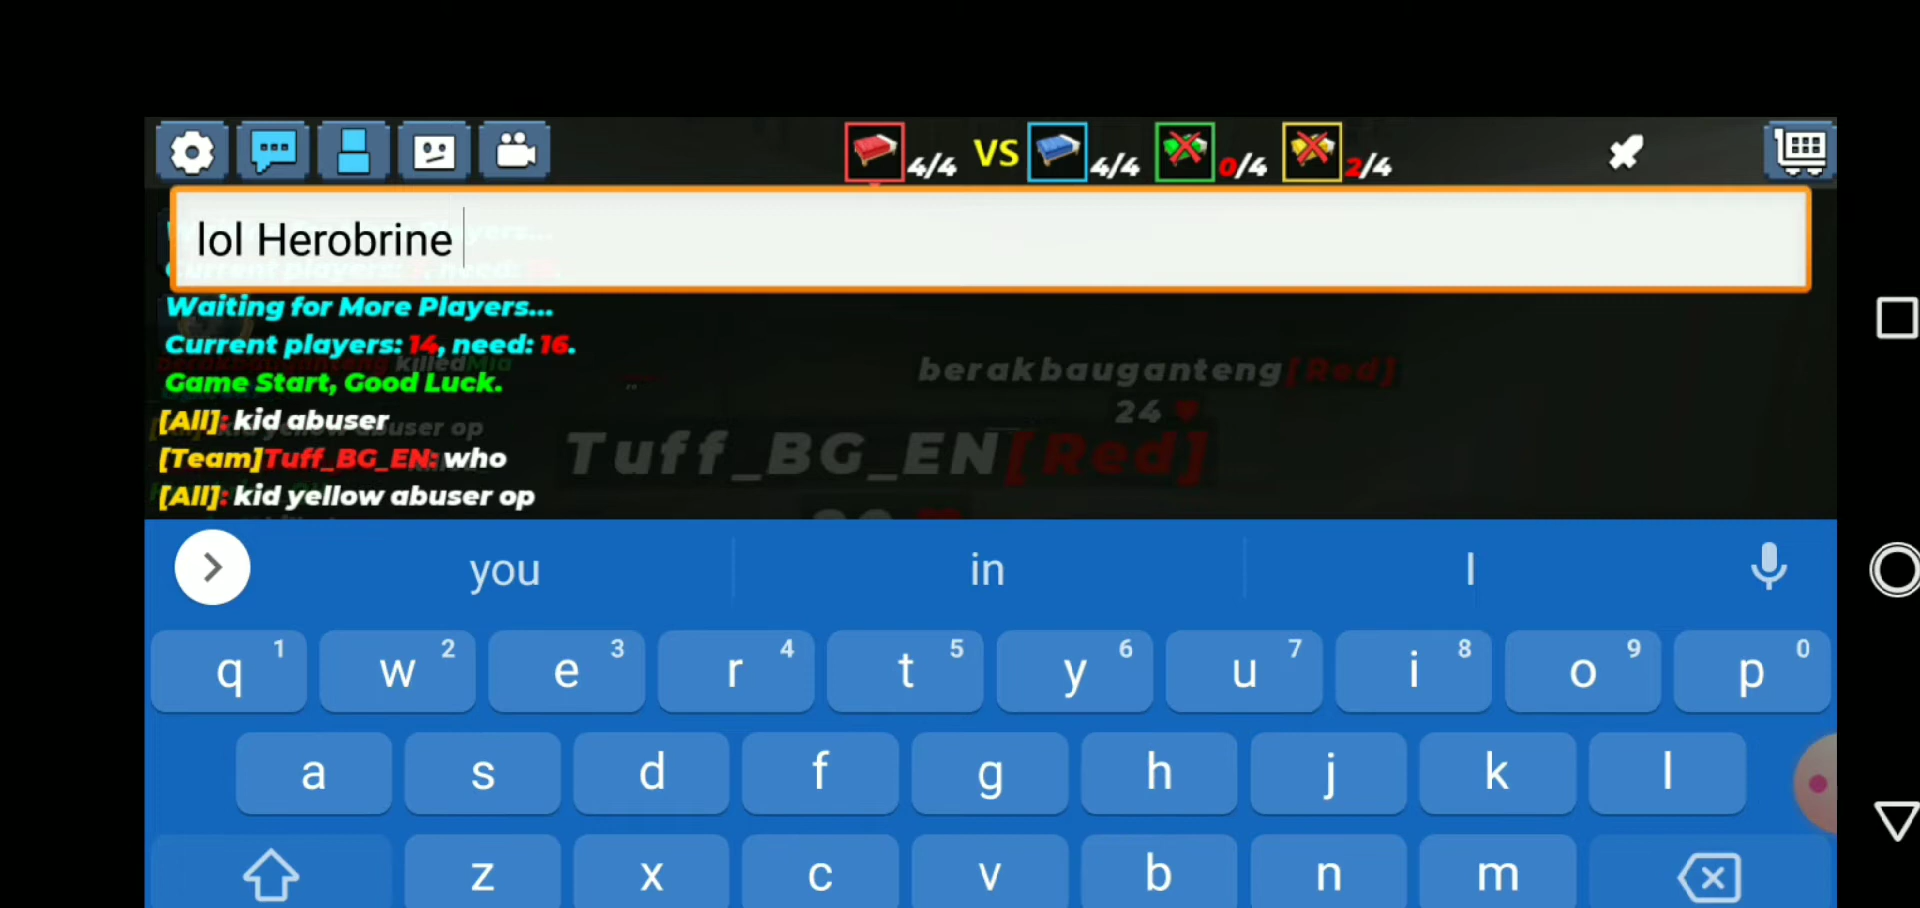 4/4 VS 4/4 0/4 2/4
lol Herobrine
Waiting for More Players...
Current players: 14, need: 16.
Game Start, Good Luck.
[All]: kid abuser
[Team]Tuff_BG_EN: who
[All]: kid yellow abuser op
berakbauganteng[Red]
24
Tuff_BG_EN[Red]
you in I
q 1 w 2 e 3 r 4 t 5 y 6 u 7 i 8 o 9 p 0
a s d f g h j k l
z x c v b n m